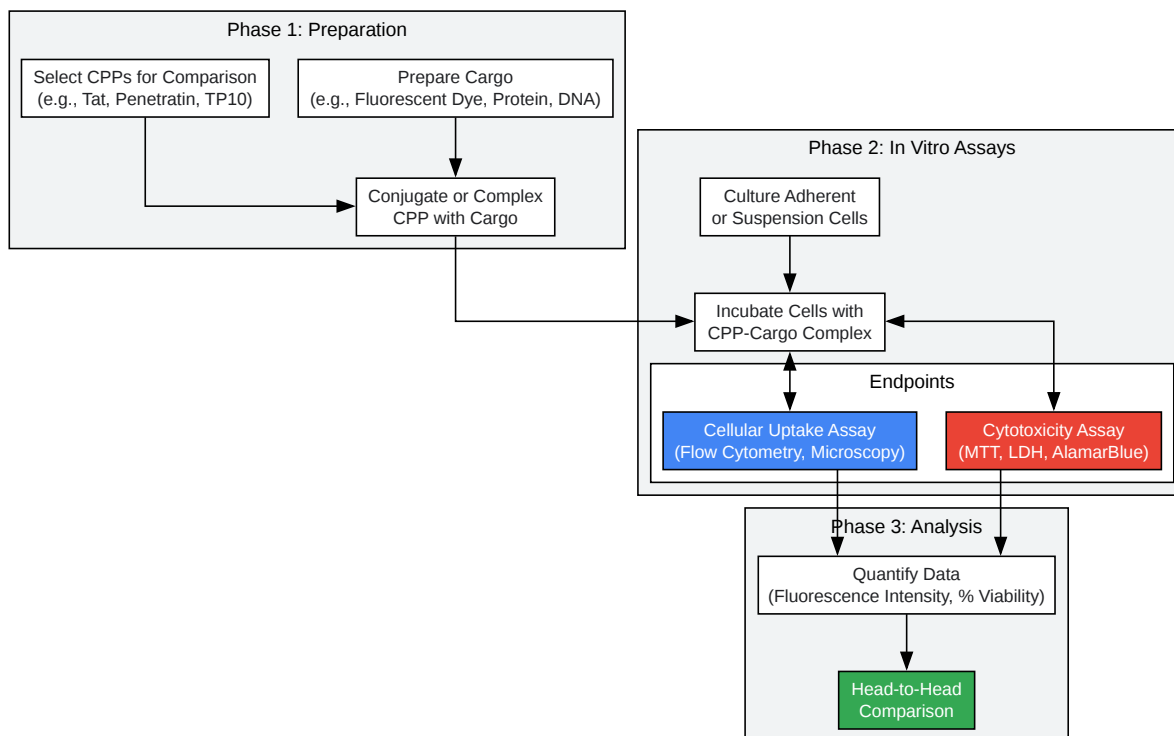 Phase 1: Preparation
Select CPPs for Comparison
(e.g., Tat, Penetratin, TP10)
Prepare Cargo
(e.g., Fluorescent Dye, Protein, DNA)
Conjugate or Complex
CPP with Cargo
Phase 2: In Vitro Assays
Culture Adherent
or Suspension Cells
Incubate Cells with
CPP-Cargo Complex
Endpoints
Cellular Uptake Assay
(Flow Cytometry, Microscopy)
Cytotoxicity Assay
(MTT, LDH, AlamarBlue)
Phase 3: Analysis
Quantify Data
(Fluorescence Intensity, % Viability)
Head-to-Head
Comparison